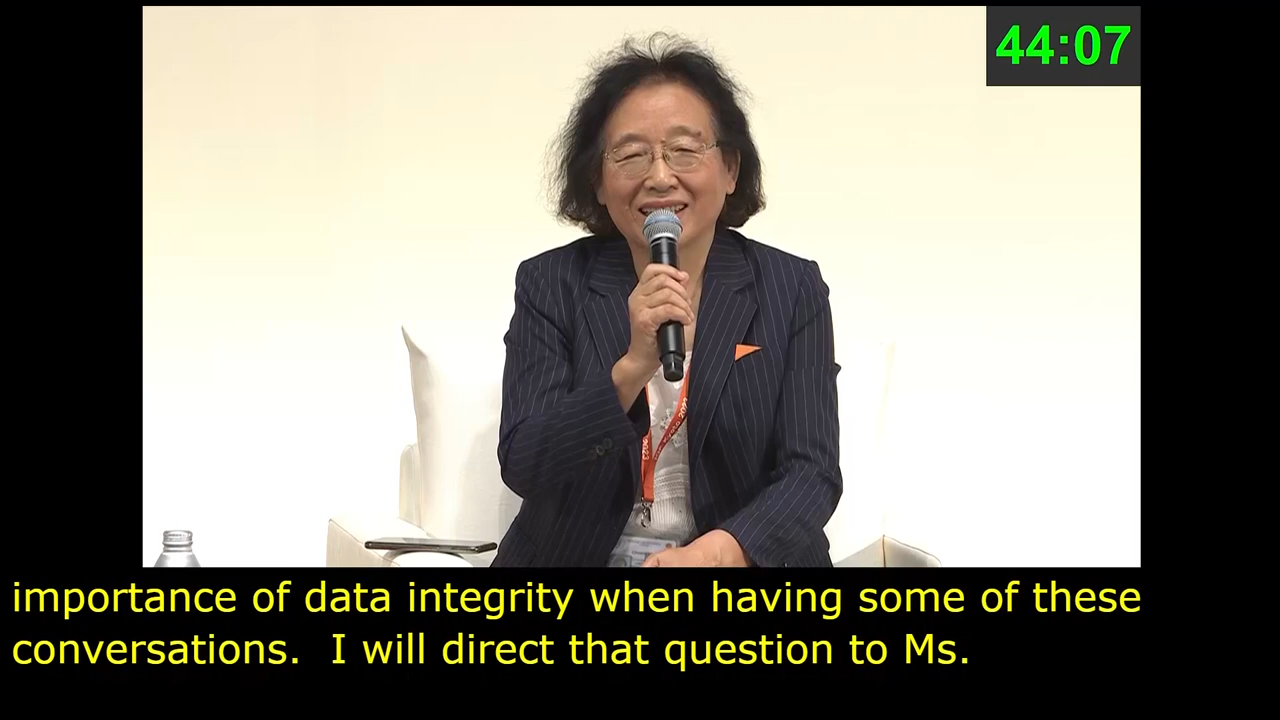 44:07
importance of data integrity when having some of these
conversations.  I will direct that question to Ms.